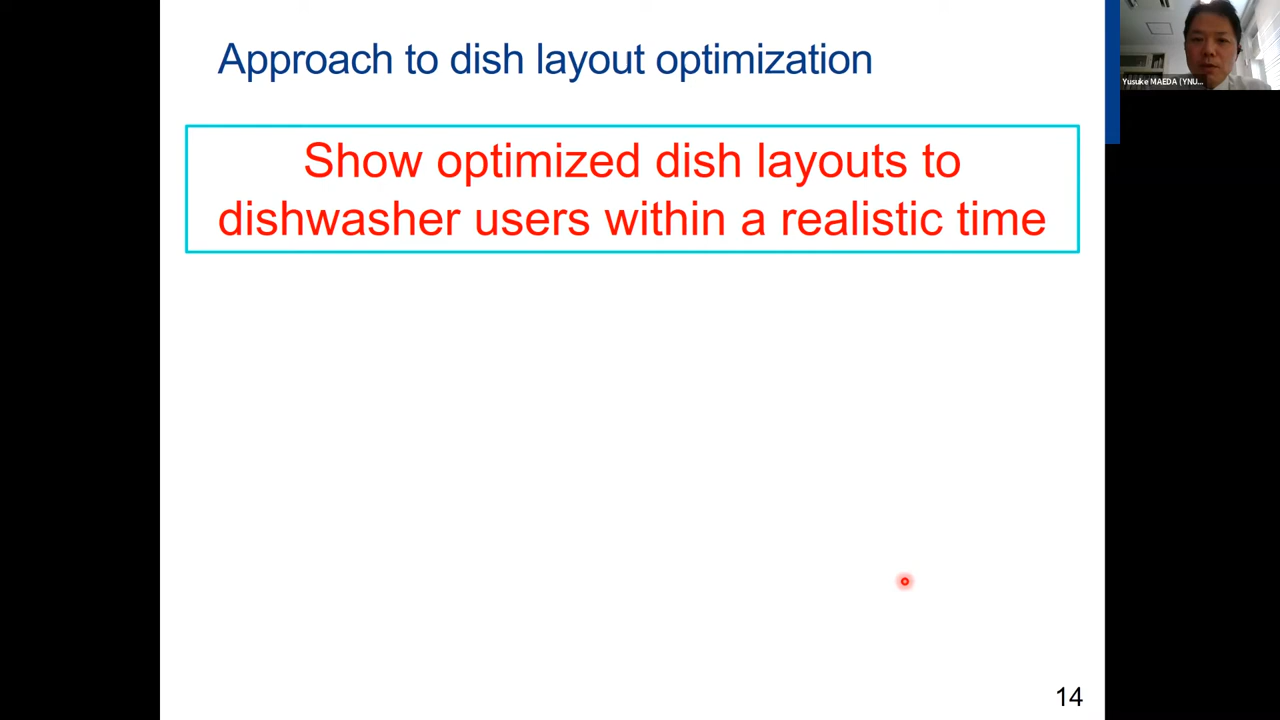 Approach to dish layout optimization
Show optimized dish layouts to
dishwasher users within a realistic time
Yusuke MAEDA (YNU...
14